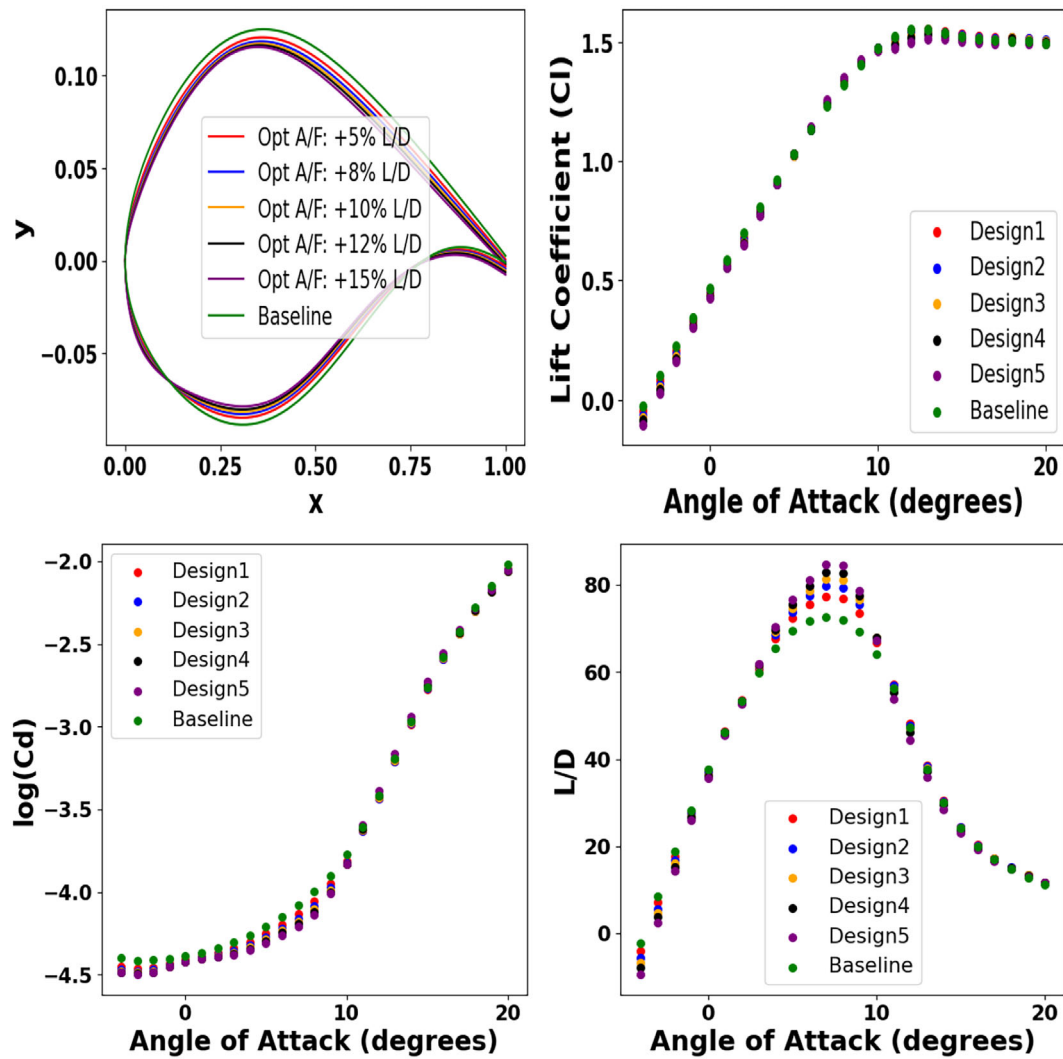 0.10
0.05
0.00
−0.05
y
Opt A/F: +5% L/D
Opt A/F: +8% L/D
Opt A/F: +10% L/D
Opt A/F: +12% L/D
Opt A/F: +15% L/D
Baseline
0.00 0.25 0.50 0.75 1.00
x
1.5
1.0
0.5
0.0
Lift Coefficient (Cl)
Design1
Design2
Design3
Design4
Design5
Baseline
0 10 20
Angle of Attack (degrees)
−2.0
−2.5
−3.0
−3.5
−4.0
−4.5
log(Cd)
Design1
Design2
Design3
Design4
Design5
Baseline
0 10 20
Angle of Attack (degrees)
80
60
40
20
0
L/D
Design1
Design2
Design3
Design4
Design5
Baseline
0 10 20
Angle of Attack (degrees)